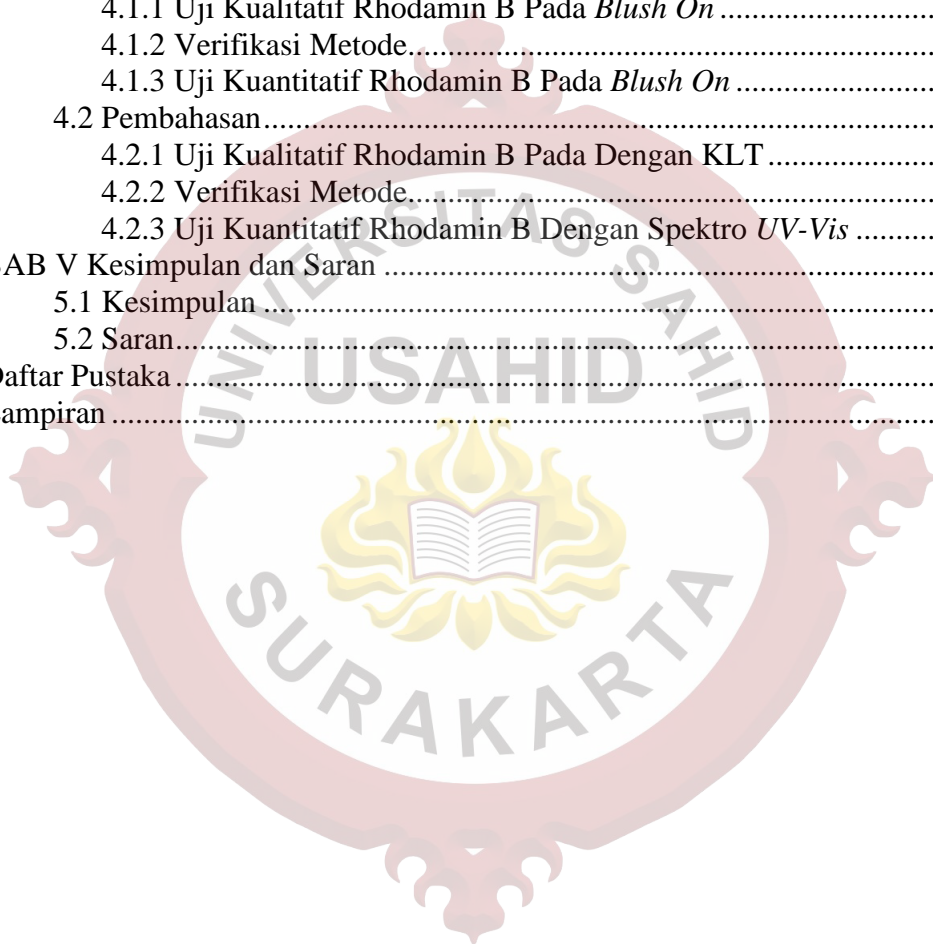 4.1.1 Uji Kualitatif Rhodamin B Pada Blush On ........................
4.1.2 Verifikasi Metode............................................................
4.1.3 Uji Kuantitatif Rhodamin B Pada Blush On ......................
4.2 Pembahasan.............................................................................
4.2.1 Uji Kualitatif Rhodamin B Pada Dengan KLT..................
4.2.2 Verifikasi Metode............................................................
4.2.3 Uji Kuantitatif Rhodamin B Dengan Spektro UV-Vis .........
AB V Kesimpulan dan Saran ............................................................
5.1 Kesimpulan .............................................................................
5.2 Saran........................................................................................
Daftar Pustaka ..................................................................................
ampiran ............................................................................................
UNIVERSITAS SAHID
USAHID
SURAKARTA